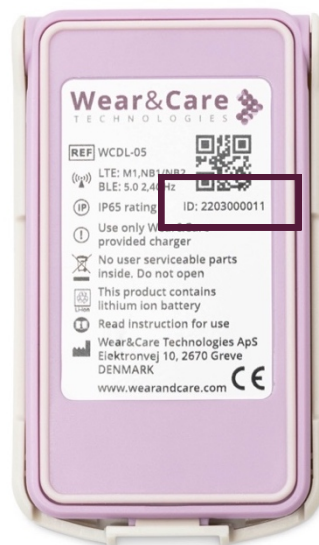 Wear&Care
TECHNOLOGIES
REF WCDL-05
LTE: M1,NB1/NB2
BLE: 5.0 2,4GHz
IP IP65 rating
ID: 2203000011
Use only Wear&Care
provided charger
No user serviceable parts
inside. Do not open
This product contains
lithium ion battery
Read instruction for use
Wear&Care Technologies ApS
Elektronvej 10, 2670 Greve
DENMARK
www.wearandcare.com CE